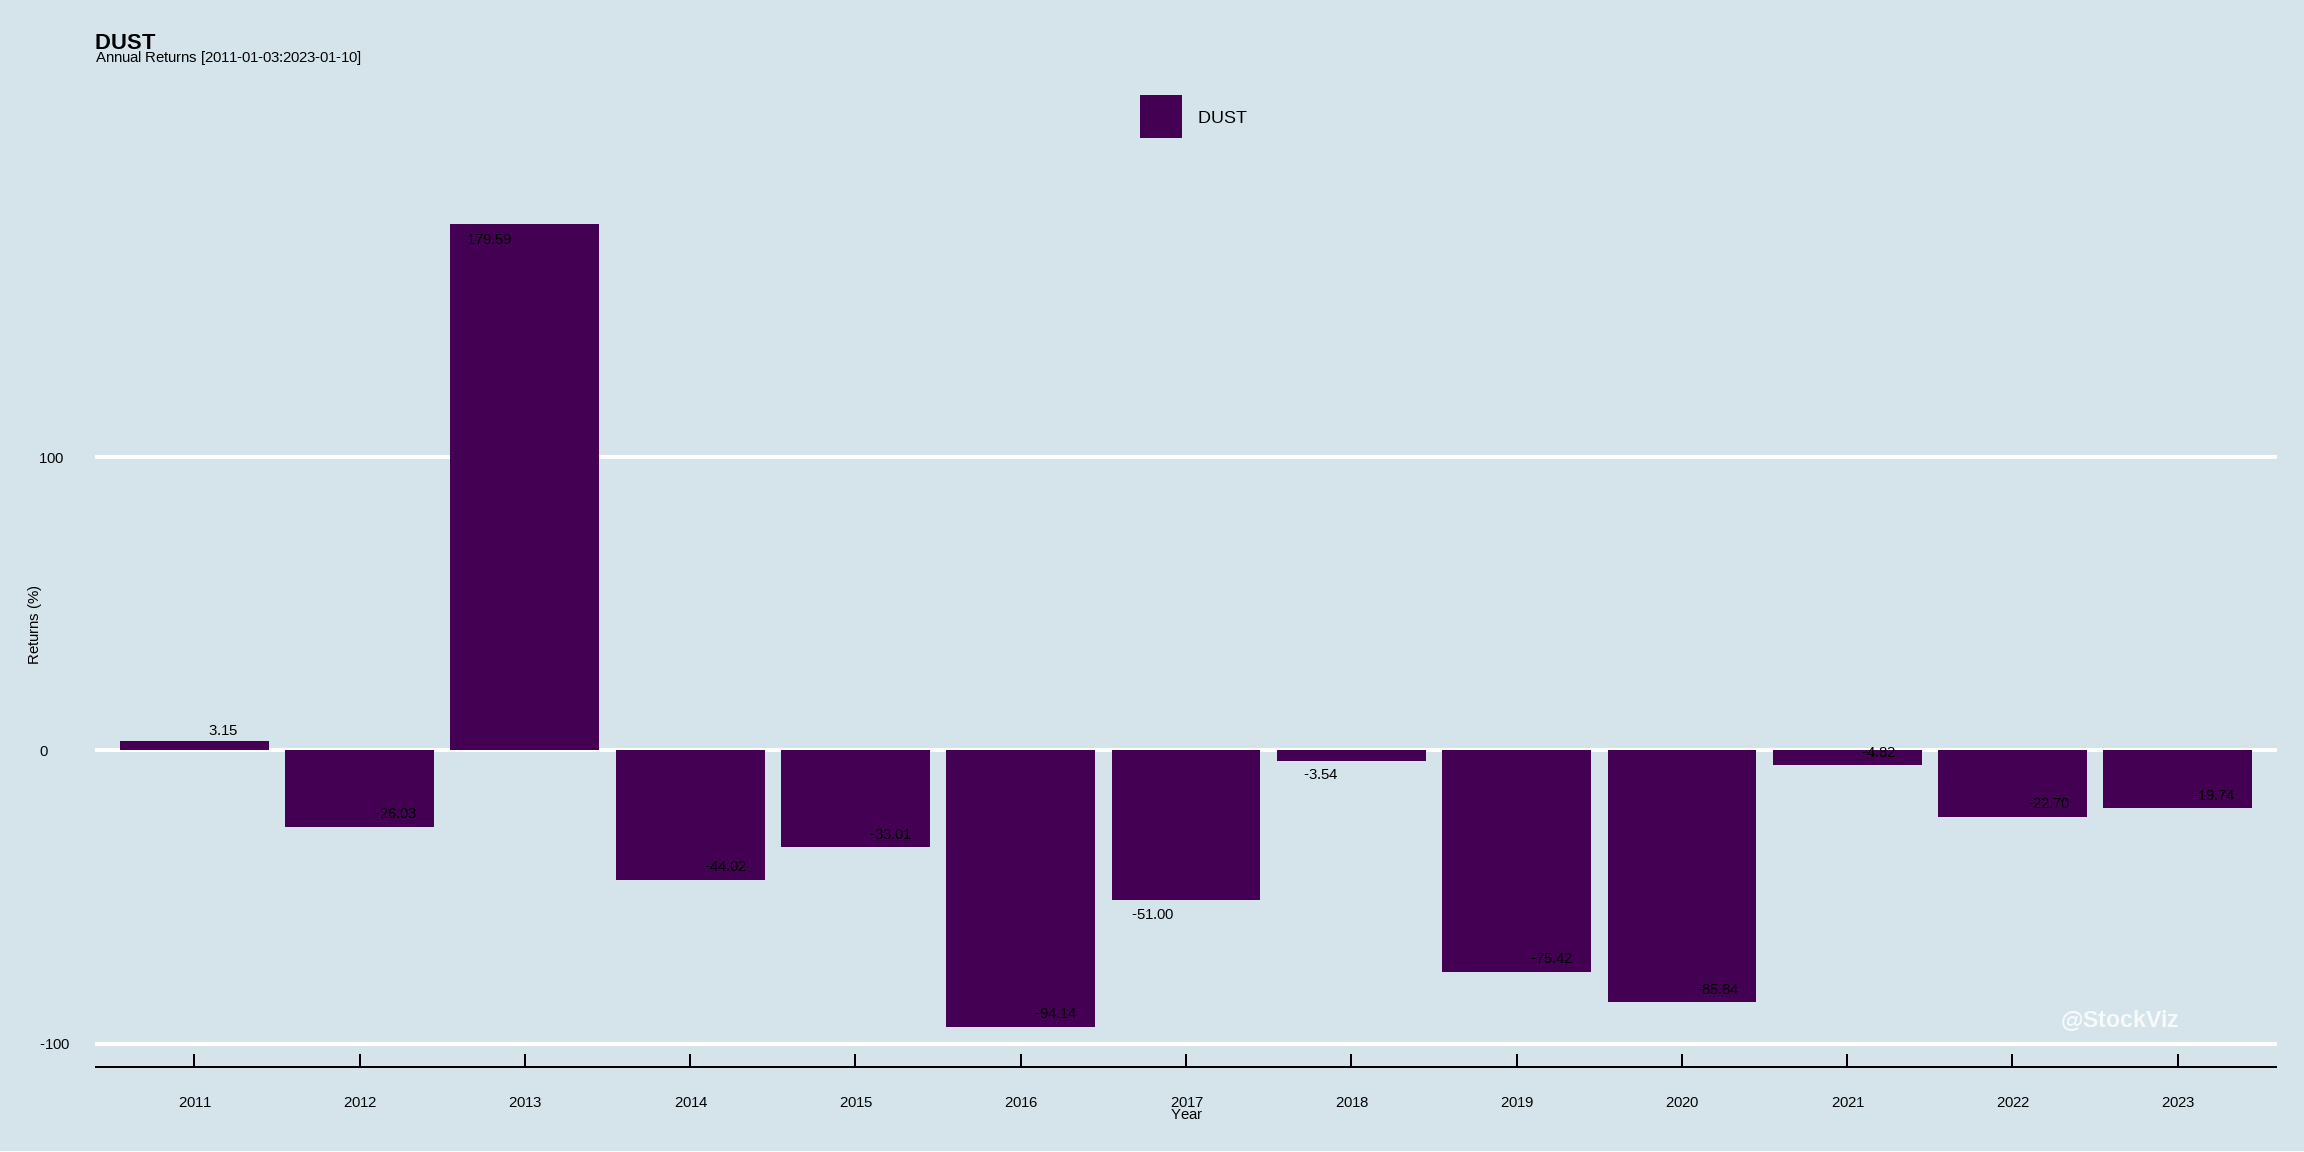 DUST
Annual Returns [2011-01-03:2023-01-10]
DUST
179.59
100
Returns (%)
3.15
0
-4.82
-3.54
-19.74
-22.70
-26.03
-33.01
-44.02
-51.00
-75.42
-85.84
-94.14
@StockViz
-100
2011 2012 2013 2014 2015 2016 2017 2018 2019 2020 2021 2022 2023
Year